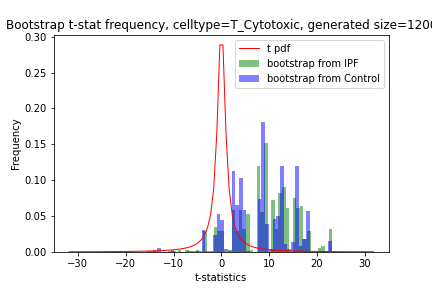 Bootstrap t-stat frequency, celltype=T_Cytotoxic, generated size=1200
t pdf
bootstrap from IPF
bootstrap from Control
0.30
0.25
0.20
0.15
0.10
0.05
0.00
Frequency
−30
−20
−10
0
10
20
30
t-statistics